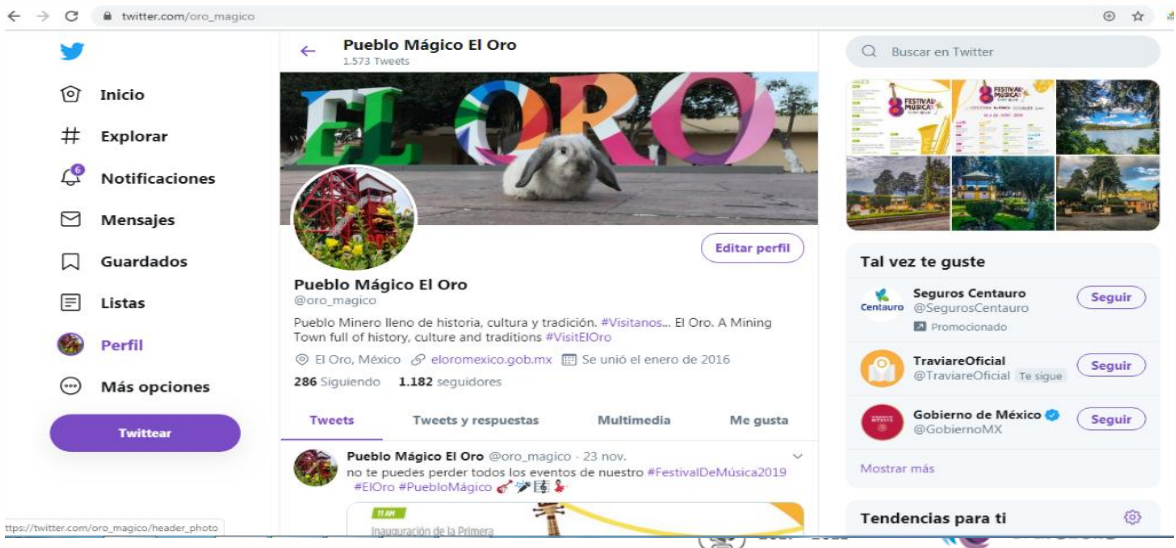 twitter.com/oro_magico
Pueblo Mágico El Oro
1.573 Tweets
Buscar en Twitter
Inicio
Explorar
6
Notificaciones
Mensajes
Guardados
Listas
Perfil
Más opciones
Twittear
EL ORO
Editar perfil
Pueblo Mágico El Oro
@oro_magico
Pueblo Minero lleno de historia, cultura y tradición. #Visitanos... El Oro. A Mining
Town full of history, culture and traditions #VisitElOro
El Oro, México eloromexico.gob.mx Se unió el enero de 2016
286 Siguiendo 1.182 seguidores
Tweets Tweets y respuestas Multimedia Me gusta
Pueblo Mágico El Oro @oro_magico · 23 nov.
no te puedes perder todos los eventos de nuestro #FestivalDeMúsica2019
#ElOro #PuebloMágico
11 AM
Inauguración de la Primera
FESTIVAL
MÚSICA
FESTIVAL
MÚSICA
Tal vez te guste
Centauro
Seguros Centauro
@SegurosCentauro
Promocionado
Seguir
TraviareOficial
@TraviareOficial Te sigue
Seguir
Gobierno de México
@GobiernoMX
Seguir
Mostrar más
Tendencias para ti
ttps://twitter.com/oro_magico/header_photo